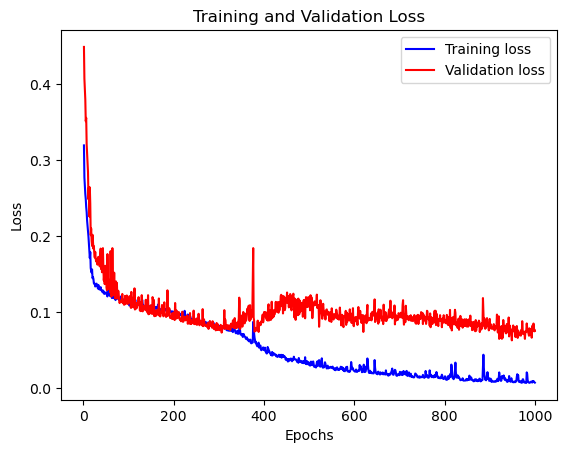 Training and Validation Loss
Training loss
Validation loss
Loss
0.4
0.3
0.2
0.1
0.0
0
200
400
600
800
1000
Epochs